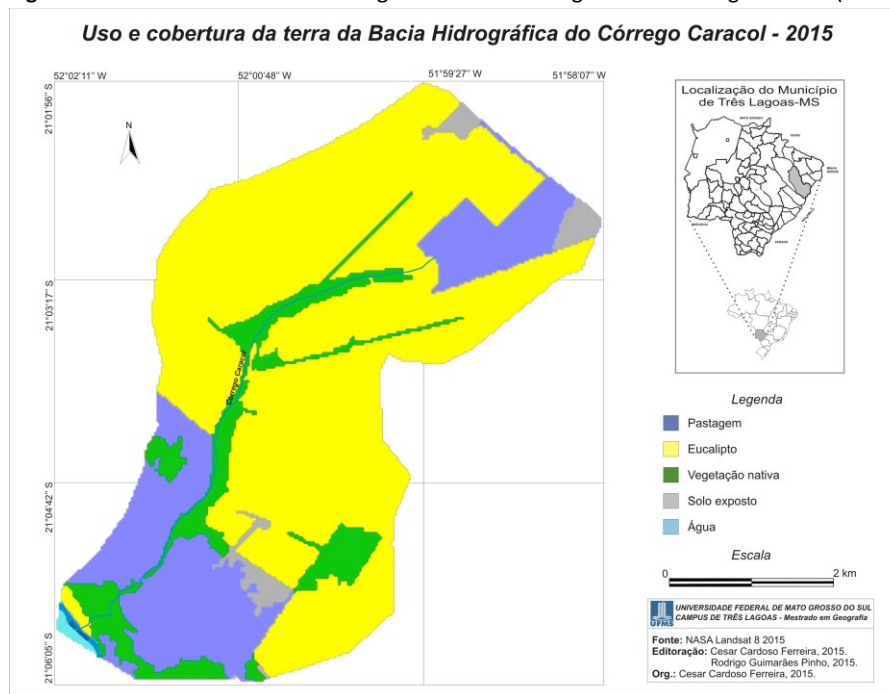 Uso e cobertura da terra da Bacia Hidrográfica do Córrego Caracol - 2015
52°02'11" W
52°00'48" W
51°59'27" W
51°58'07" W
21°01'56" S
21°03'17" S
21°04'42" S
21°06'05" S
N
Córrego Caracol
Localização do Município
de Três Lagoas-MS
Legenda
Pastagem
Eucalipto
Vegetação nativa
Solo exposto
Água
Escala
0
2 km
UFMS
UNIVERSIDADE FEDERAL DE MATO GROSSO DO SUL
CAMPUS DE TRÊS LAGOAS - Mestrado em Geografia
Fonte: NASA Landsat 8 2015
Editoração: Cesar Cardoso Ferreira, 2015.
Rodrigo Guimarães Pinho, 2015.
Org.: Cesar Cardoso Ferreira, 2015.